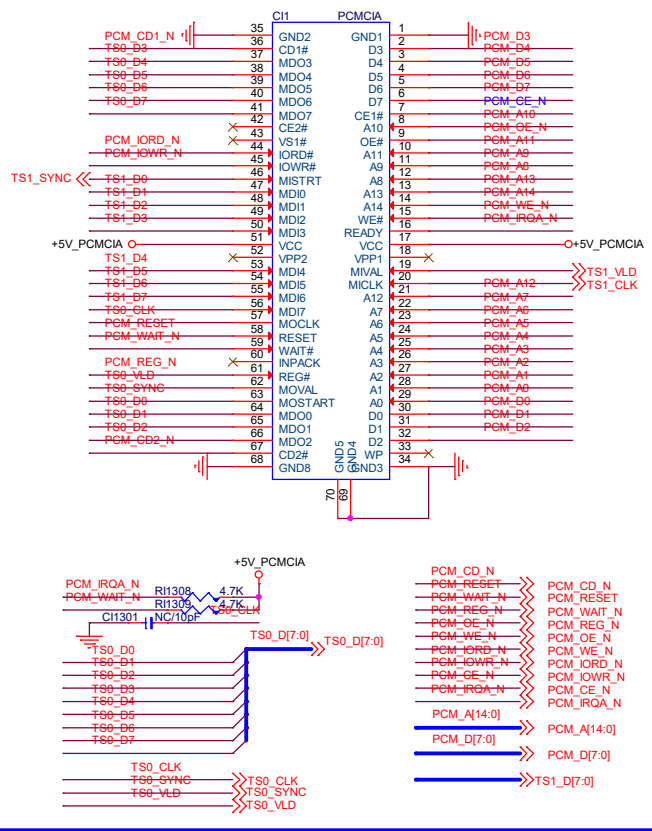 CI1 PCMCIA
35 1
PCM_CD1_N GND2 GND1 PCM_D3
36 2
TS0_D3 CD1# D3 PCM_D4
37 3
TS0_D4 MDO3 D4 PCM_D5
38 4
TS0_D5 MDO4 D5 PCM_D6
39 5
TS0_D6 MDO5 D6 PCM_D7
40 6
TS0_D7 MDO6 D7 PCM_CE_N
41 7
MDO7 CE1# PCM_A10
42 8
CE2# A10 PCM_OE_N
43 9
PCM_IORD_N VS1# OE# PCM_A11
44 10
PCM_IOWR_N IORD# A11 PCM_A9
45 11
IOWR# A9 PCM_A8
46 12
TS1_SYNC TS1_D0 MISTRT A8 PCM_A13
47 13
TS1_D1 MDI0 A13 PCM_A14
48 14
TS1_D2 MDI1 A14 PCM_WE_N
49 15
TS1_D3 MDI2 WE# PCM_IRQA_N
50 16
MDI3 READY
51 17
+5V_PCMCIA VCC VCC +5V_PCMCIA
52 18
TS1_D4 VPP2 VPP1
53 19
TS1_D5 MDI4 MIVAL TS1_VLD
54 20
TS1_D6 MDI5 MICLK PCM_A12 TS1_CLK
55 21
TS1_D7 MDI6 A12 PCM_A7
56 22
TS0_CLK MDI7 A7 PCM_A6
57 23
PCM_RESET MOCLK A6 PCM_A5
58 24
PCM_WAIT_N RESET A5 PCM_A4
59 25
WAIT# A4 PCM_A3
60 26
PCM_REG_N INPACK A3 PCM_A2
61 27
TS0_VLD REG# A2 PCM_A1
62 28
TS0_SYNC MOVAL A1 PCM_A0
63 29
TS0_D0 MOSTART A0 PCM_D0
64 30
TS0_D1 MDO0 D0 PCM_D1
65 31
TS0_D2 MDO1 D1 PCM_D2
66 32
PCM_CD2_N MDO2 D2
67 33
CD2# WP
68 34
GND8 GND5 GND4 GND3
70 69
+5V_PCMCIA
PCM_IRQA_N RI1308 4.7K
PCM_WAIT_N RI1309 4.7K
TS0_CLK
CI1301 NC/10pF
TS0_D[7:0] TS0_D[7:0]
TS0_D0
TS0_D1
TS0_D2
TS0_D3
TS0_D4
TS0_D5
TS0_D6
TS0_D7
TS0_CLK
TS0_SYNC TS0_CLK
TS0_VLD TS0_SYNC
TS0_VLD
PCM_CD_N
PCM_RESET PCM_CD_N
PCM_WAIT_N PCM_RESET
PCM_REG_N PCM_WAIT_N
PCM_OE_N PCM_REG_N
PCM_WE_N PCM_OE_N
PCM_IORD_N PCM_WE_N
PCM_IOWR_N PCM_IORD_N
PCM_CE_N PCM_IOWR_N
PCM_IRQA_N PCM_CE_N
PCM_IRQA_N
PCM_A[14:0] PCM_A[14:0]
PCM_D[7:0] PCM_D[7:0]
TS1_D[7:0]